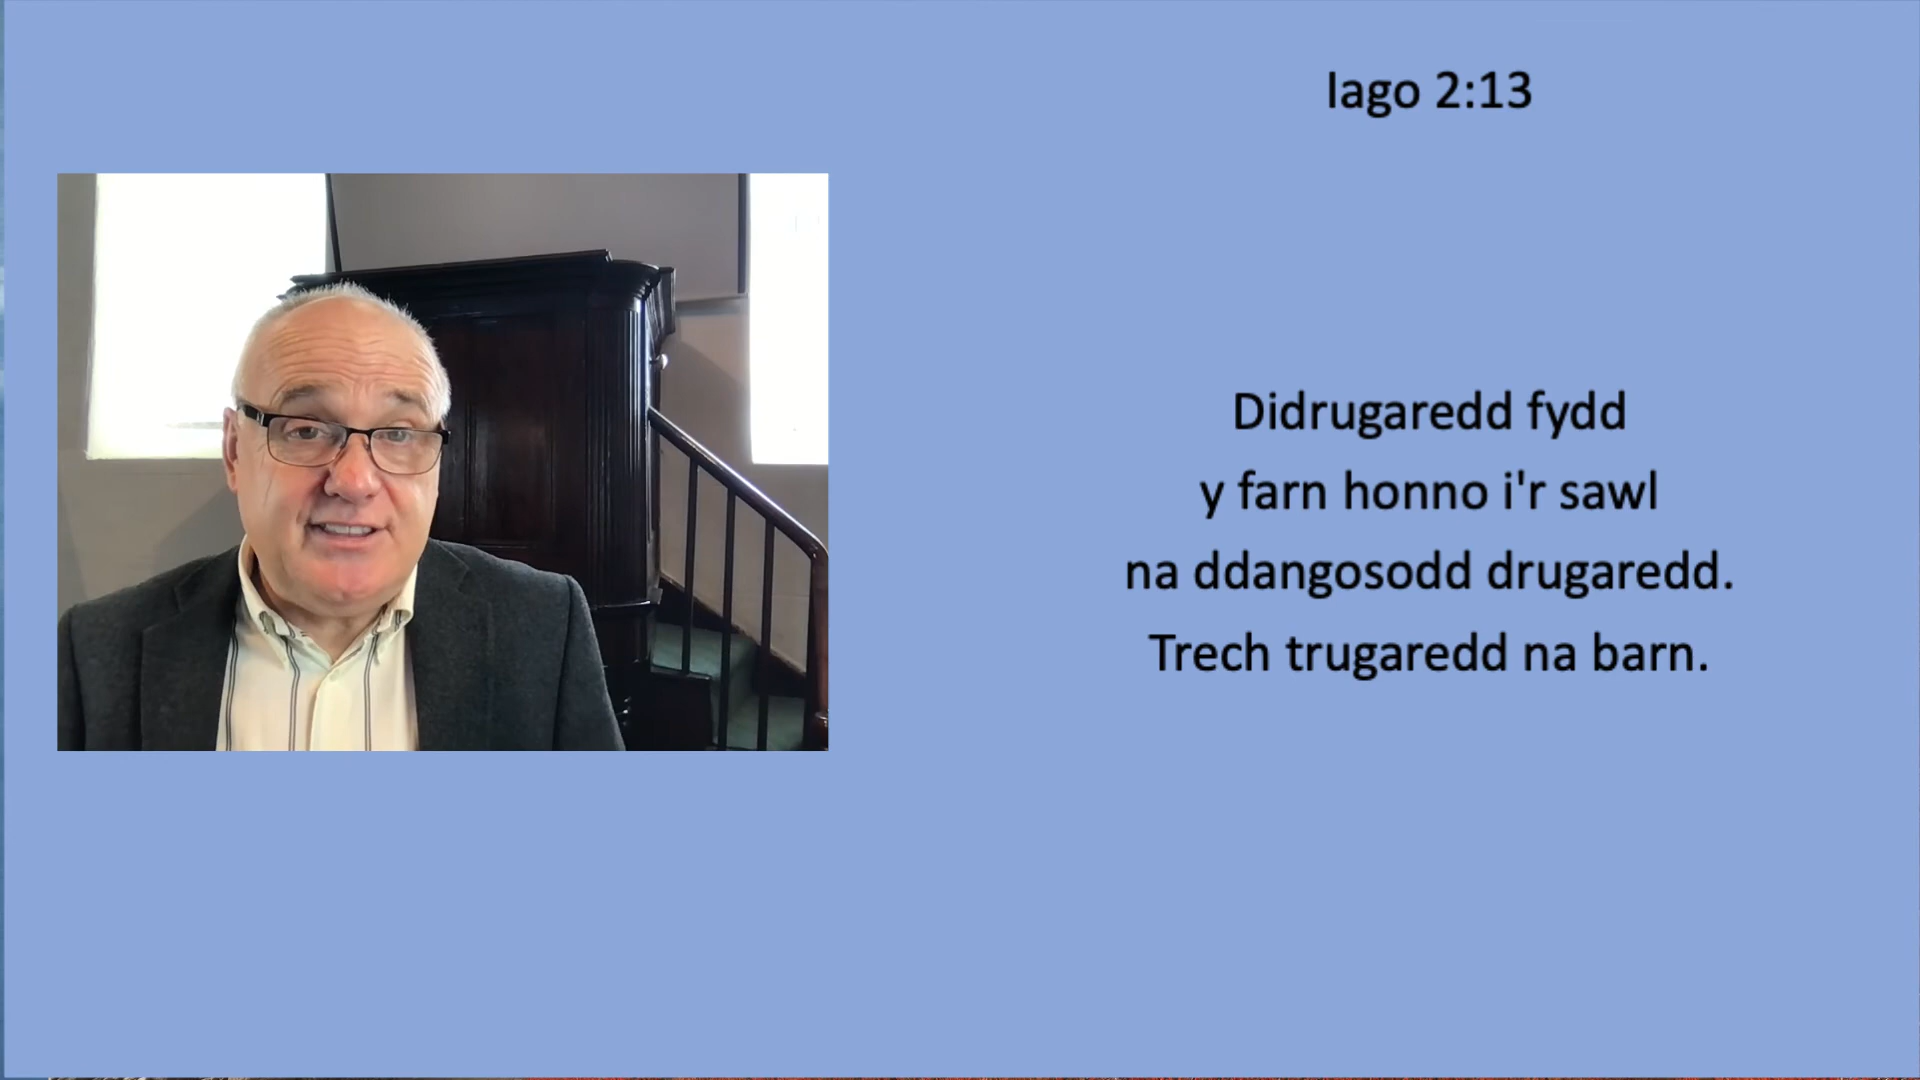 Iago 2:13
Didrugaredd fydd
y farn honno i'r sawl
na ddangosodd drugaredd.
Trech trugaredd na barn.